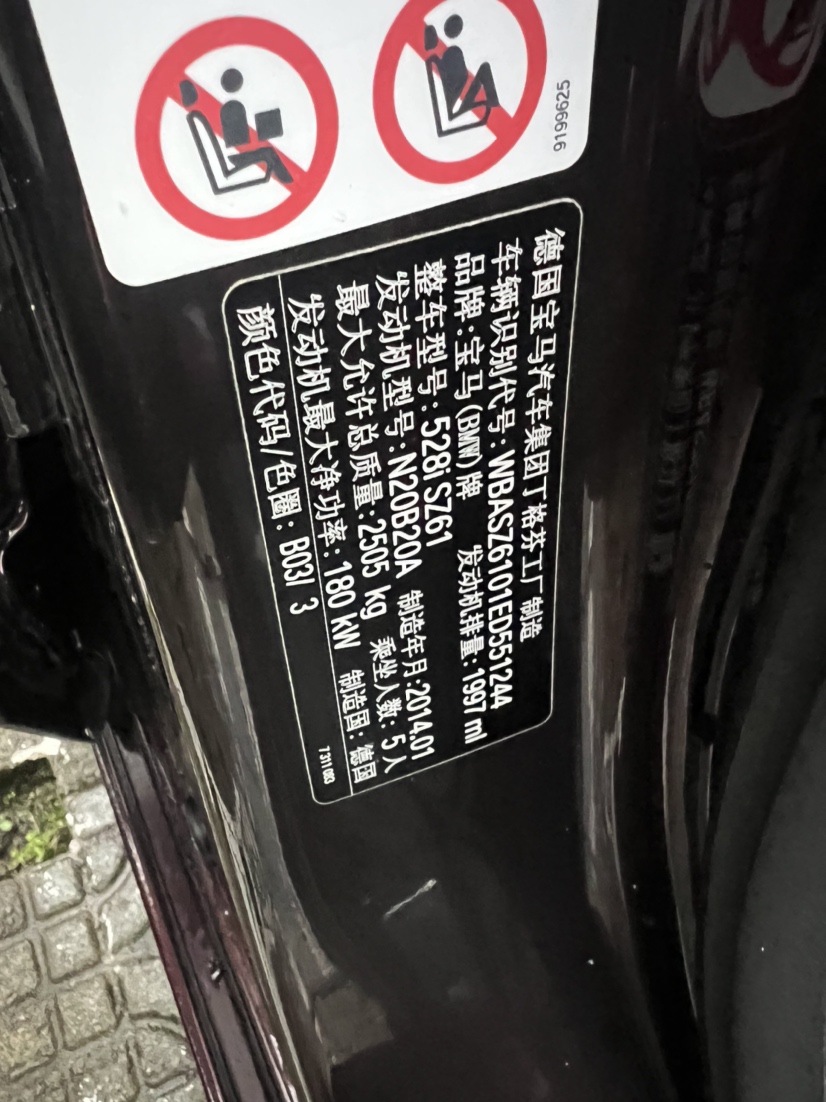 9199625
德国宝马汽车集团丁格芬工厂制造
车辆识别代号:WBASZ6101ED551244
品牌:宝马(BMW)牌 发动机排量:1997 ml
整车型号:528i SZ61
发动机型号:N20B20A 制造年月:2014.01
最大允许总质量:2505 kg 乘坐人数: 5人
发动机最大净功率: 180 kW 制造国: 德国
颜色代码/色圈: B03/ 3
7311083